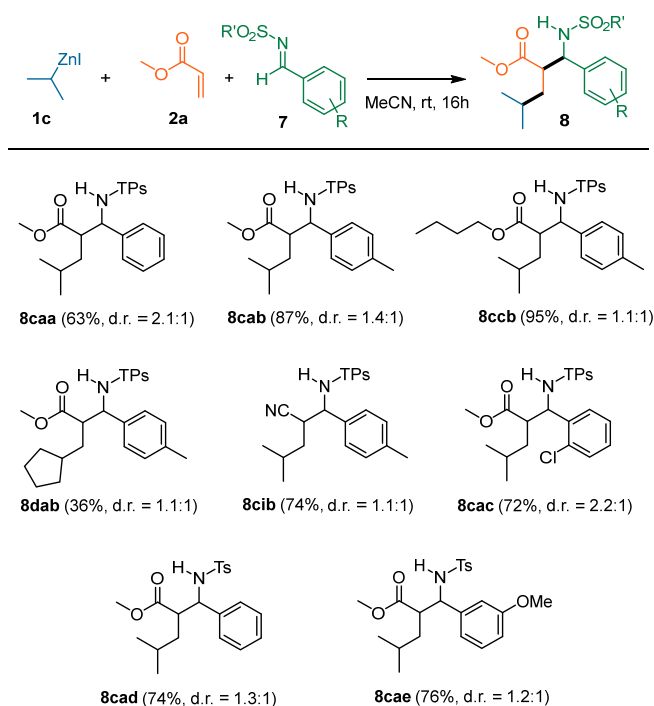 ZnI
1c
+
O
O
2a
+
R'O₂S
N
H
R
7
MeCN, rt, 16h
H
N
SO₂R'
O
O
R
8
O
O
H
N
TPs
8caa (63%, d.r. = 2.1:1)
O
O
H
N
TPs
8cab (87%, d.r. = 1.4:1)
O
O
H
N
TPs
8ccb (95%, d.r. = 1.1:1)
O
O
H
N
TPs
8dab (36%, d.r. = 1.1:1)
NC
H
N
TPs
8cib (74%, d.r. = 1.1:1)
O
O
H
N
TPs
Cl
8cac (72%, d.r. = 2.2:1)
O
O
H
N
Ts
8cad (74%, d.r. = 1.3:1)
O
O
H
N
Ts
OMe
8cae (76%, d.r. = 1.2:1)